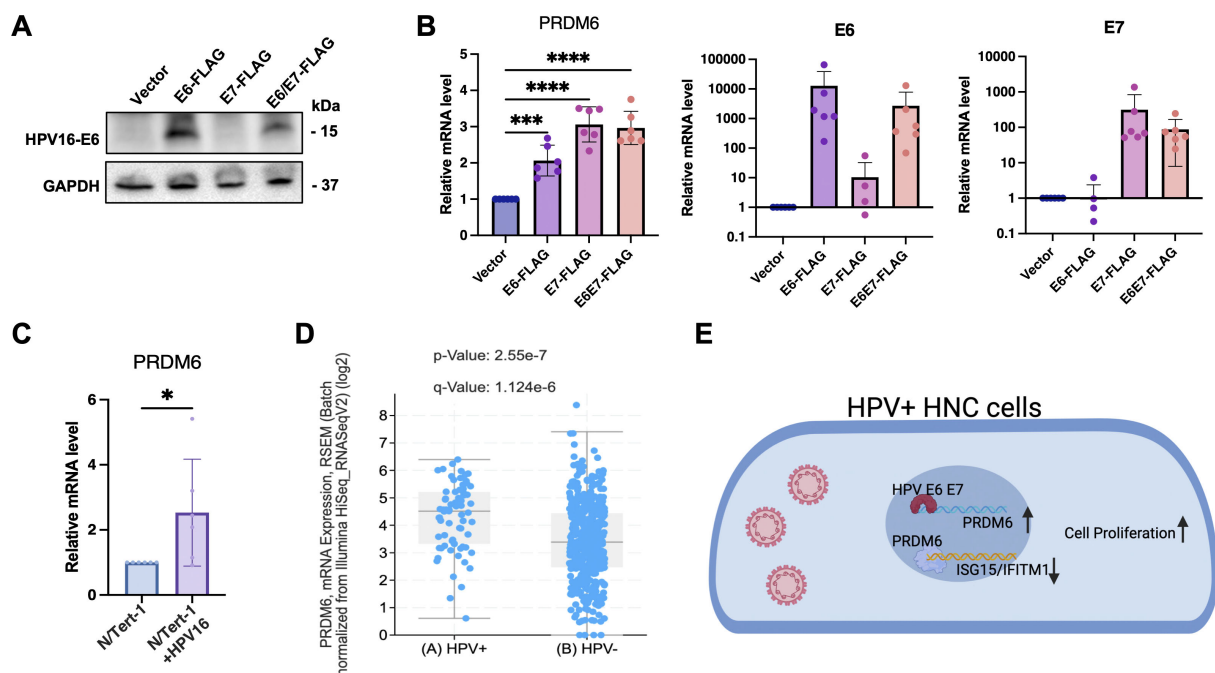 A
Vector
E6-FLAG
E7-FLAG
E6/E7-FLAG
kDa
HPV16-E6
- 15
GAPDH
- 37
B
PRDM6
Relative mRNA level
5
4
3
2
1
0
****
****
***
Vector
E6-FLAG
E7-FLAG
E6E7-FLAG
E6
Relative mRNA level
100000
10000
1000
100
10
1
0.1
Vector
E6-FLAG
E7-FLAG
E6E7-FLAG
E7
Relative mRNA level
10000
1000
100
10
1
0.1
Vector
E6-FLAG
E7-FLAG
E6E7-FLAG
C
PRDM6
Relative mRNA level
6
4
2
0
*
N/Tert-1
N/Tert-1
+HPV16
D
p-Value: 2.55e-7
q-Value: 1.124e-6
PRDM6, mRNA Expression, RSEM (Batch
normalized from Illumina HiSeq_RNASeqV2) (log2)
8
7
6
5
4
3
2
1
0
(A) HPV+
(B) HPV-
E
HPV+ HNC cells
HPV E6 E7
PRDM6
PRDM6
ISG15/IFITM1
Cell Proliferation